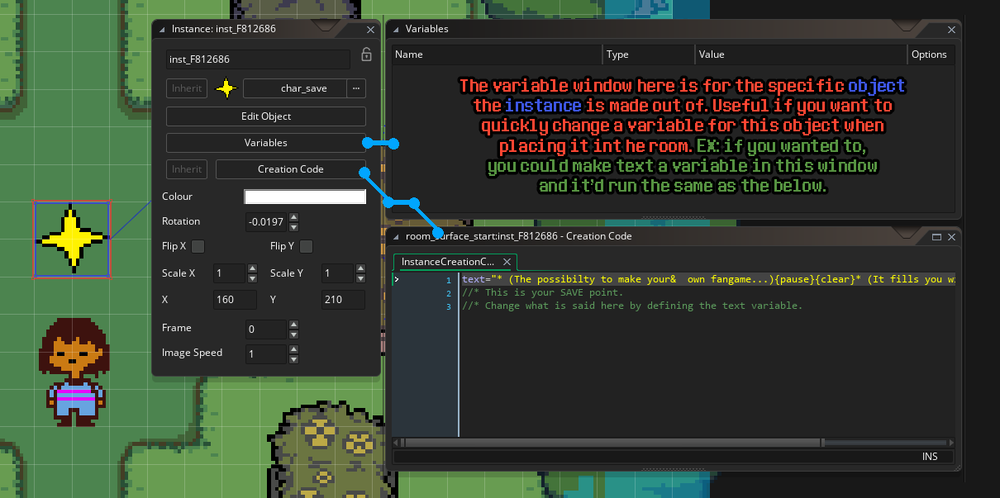 Instance: inst_F812686
inst_F812686
Inherit
char_save
...
Edit Object
Variables
Inherit
Creation Code
Colour
Rotation
-0.0197
Flip X
Flip Y
Scale X
1
Scale Y
1
X
160
Y
210
Frame
0
Image Speed
1
Variables
Name
Type
Value
Options
The variable window here is for the specific object
the instance is made out of. Useful if you want to
quickly change a variable for this object when
placing it int he room. EX: if you wanted to,
you could make text a variable in this window
and it'd run the same as the below.
room_surface_start:inst_F812686 - Creation Code
InstanceCreationC...
1 text="* (The possibilty to make your& own fangame...){pause}{clear}* (It fills you w
2 //* This is your SAVE point.
3 //* Change what is said here by defining the text variable.
INS